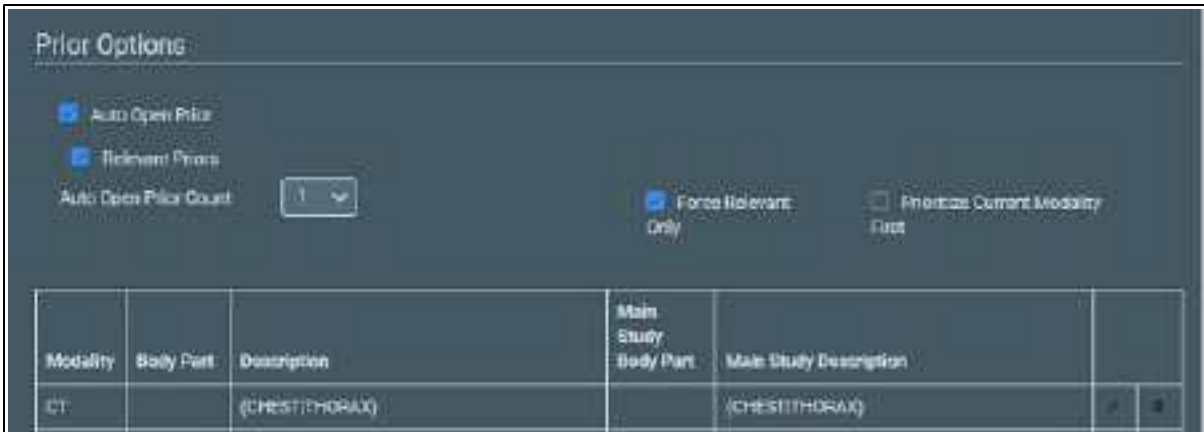 Prior Options
Auto Open Prior
Relevant Priors
Auto Open Prior Count 1
Force Relevant Only
Prioritize Current Modality First
Modality Body Part Description Main Study Body Part Main Study Description
CT (CHEST|THORAX) (CHEST|THORAX)